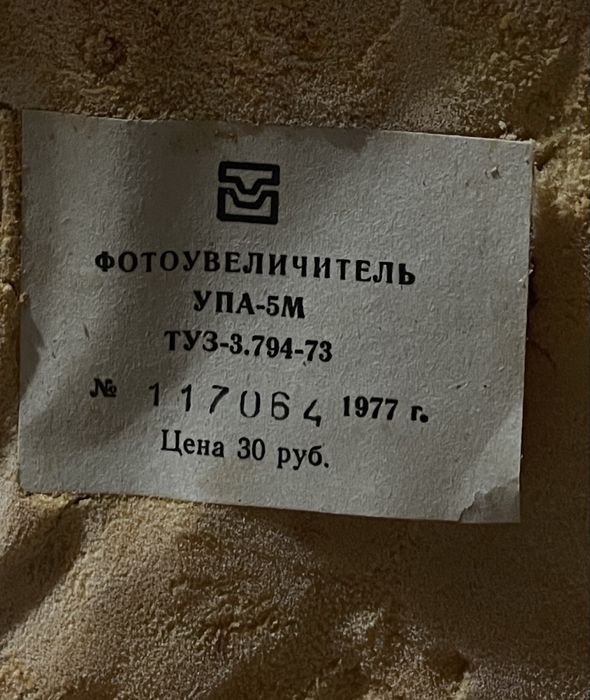 ФОТОУВЕЛИЧИТЕЛЬ
УПА-5М
ТУЗ-3.794-73
№ 117064 1977 г.
Цена 30 руб.